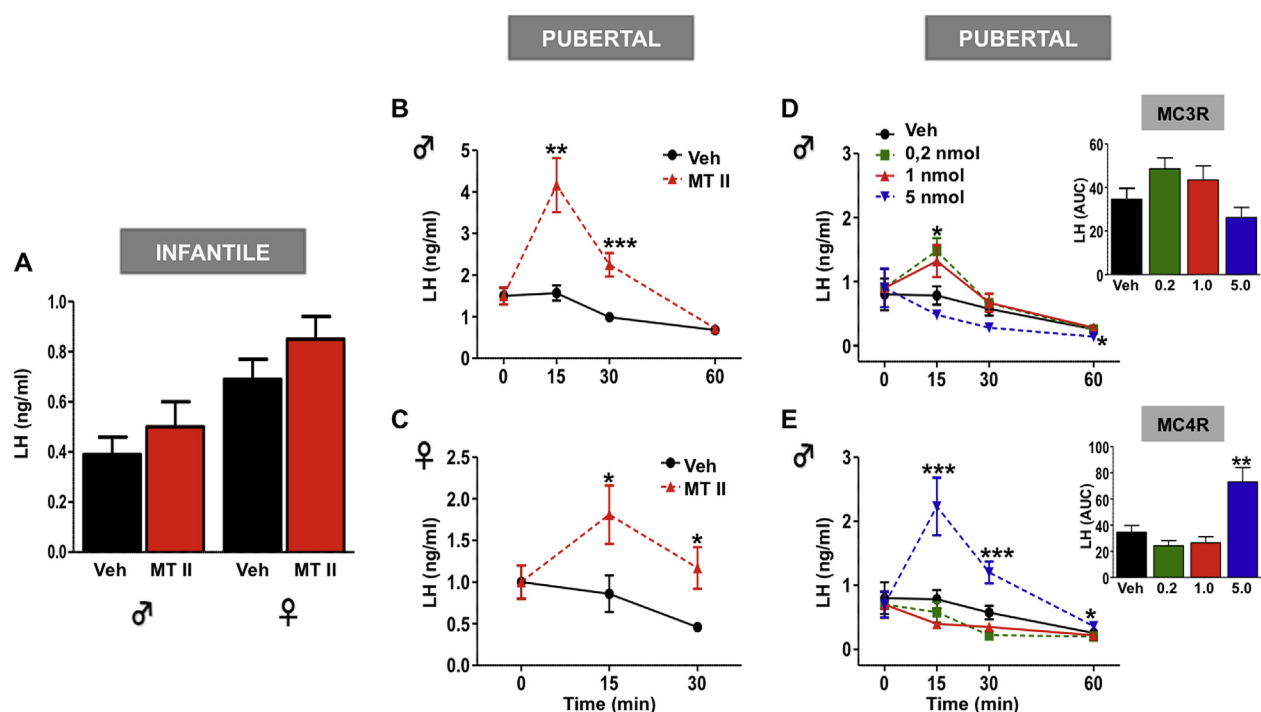 PUBERTAL
PUBERTAL
INFANTILE
A
LH (ng/ml)
1.0
0.8
0.6
0.4
0.2
0.0
Veh MT II Veh MT II
♂ ♀
B
♂
LH (ng/ml)
5
4
3
2
1
0
**
***
Veh
MT II
0 15 30 60
C
♀
LH (ng/ml)
2.5
2.0
1.5
1.0
0.5
0.0
*
*
Veh
MT II
0 15 30
Time (min)
D
♂
Veh
0,2 nmol
1 nmol
5 nmol
LH (ng/ml)
3
2
1
0
*
*
0 15 30 60
MC3R
LH (AUC)
60
40
20
0
Veh 0.2 1.0 5.0
E
♂
LH (ng/ml)
3
2
1
0
***
***
*
0 15 30 60
Time (min)
MC4R
LH (AUC)
100
80
60
40
20
0
**
Veh 0.2 1.0 5.0